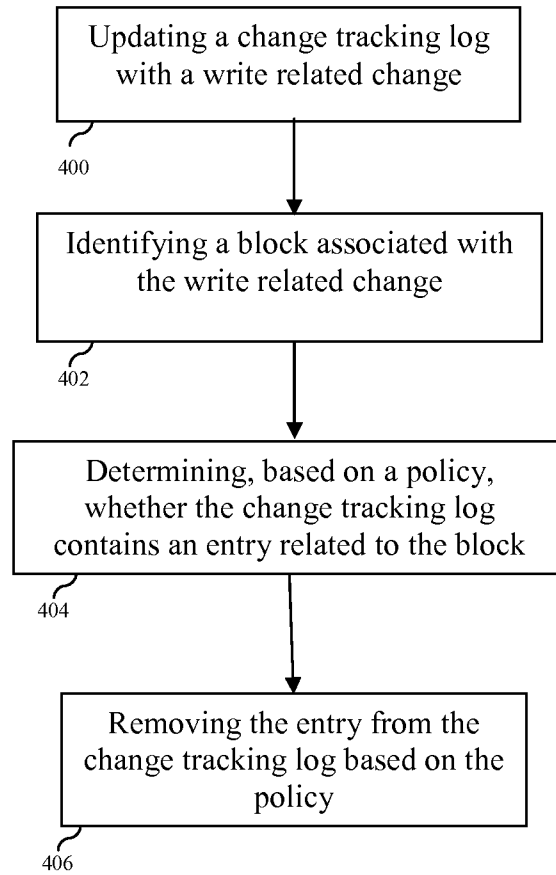 Updating a change tracking log
with a write related change
400
Identifying a block associated with
the write related change
402
Determining, based on a policy,
whether the change tracking log
contains an entry related to the block
404
Removing the entry from the
change tracking log based on the
policy
406